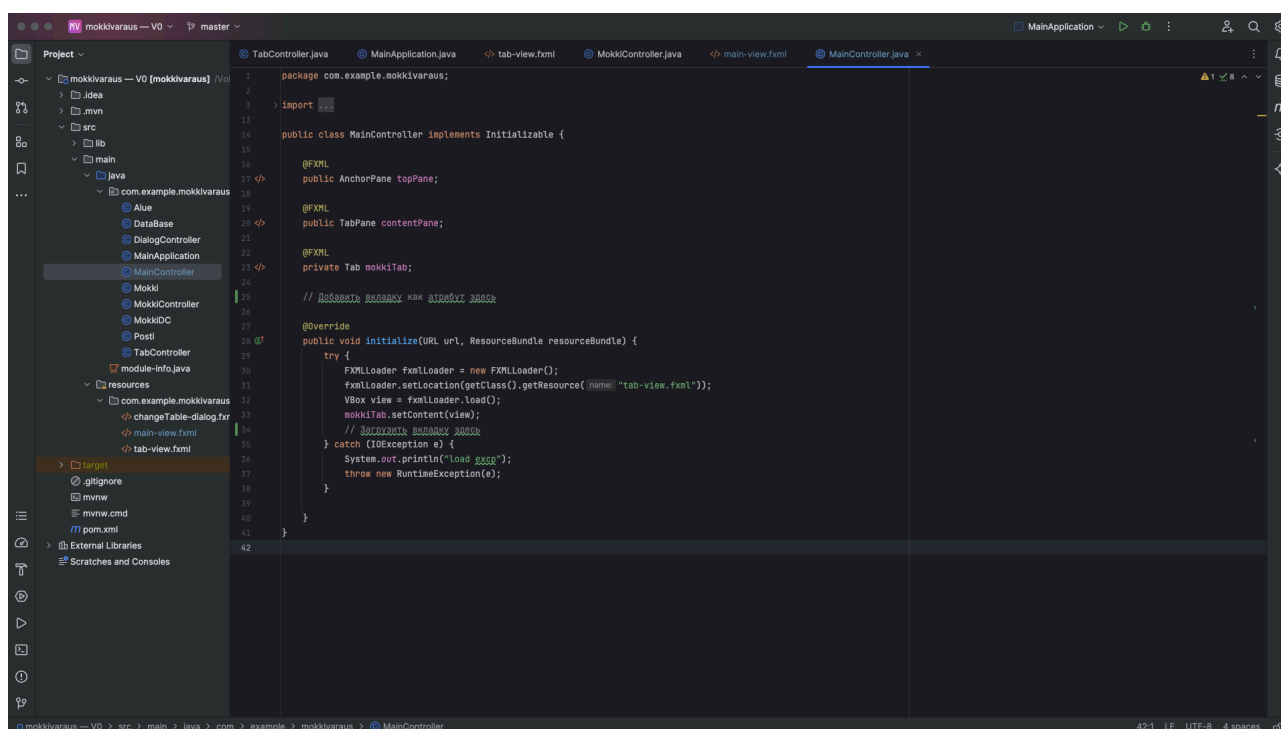 MV mokkivaraus — V0 master MainApplication
Project
TabController.java MainApplication.java tab-view.fxml MokkiController.java main-view.fxml MainController.java
mokkivaraus — V0 [mokkivaraus] /Vol
.idea
.mvn
src
lib
main
java
com.example.mokkivaraus
Alue
DataBase
DialogController
MainApplication
MainController
Mokki
MokkiController
MokkiDC
Posti
TabController
module-info.java
resources
com.example.mokkivaraus
changeTable-dialog.fxr
main-view.fxml
tab-view.fxml
target
.gitignore
mvnw
mvnw.cmd
pom.xml
External Libraries
Scratches and Consoles
1 package com.example.mokkivaraus;
2
3 import ...
13
14 public class MainController implements Initializable {
15
16 @FXML
17 public AnchorPane topPane;
18
19 @FXML
20 public TabPane contentPane;
21
22 @FXML
23 private Tab mokkiTab;
24
25 // Добавить вкладку как атрибут здесь
26
27 @Override
28 public void initialize(URL url, ResourceBundle resourceBundle) {
29 try {
30 FXMLLoader fxmlLoader = new FXMLLoader();
31 fxmlLoader.setLocation(getClass().getResource( name: "tab-view.fxml"));
32 VBox view = fxmlLoader.load();
33 mokkiTab.setContent(view);
34 // Загрузить вкладку здесь
35 } catch (IOException e) {
36 System.out.println("load excp");
37 throw new RuntimeException(e);
38 }
39
40 }
41 }
42
1 8
mokkivaraus — V0 > src > main > java > com > example > mokkivaraus > MainController 42:1 LF UTF-8 4 spaces